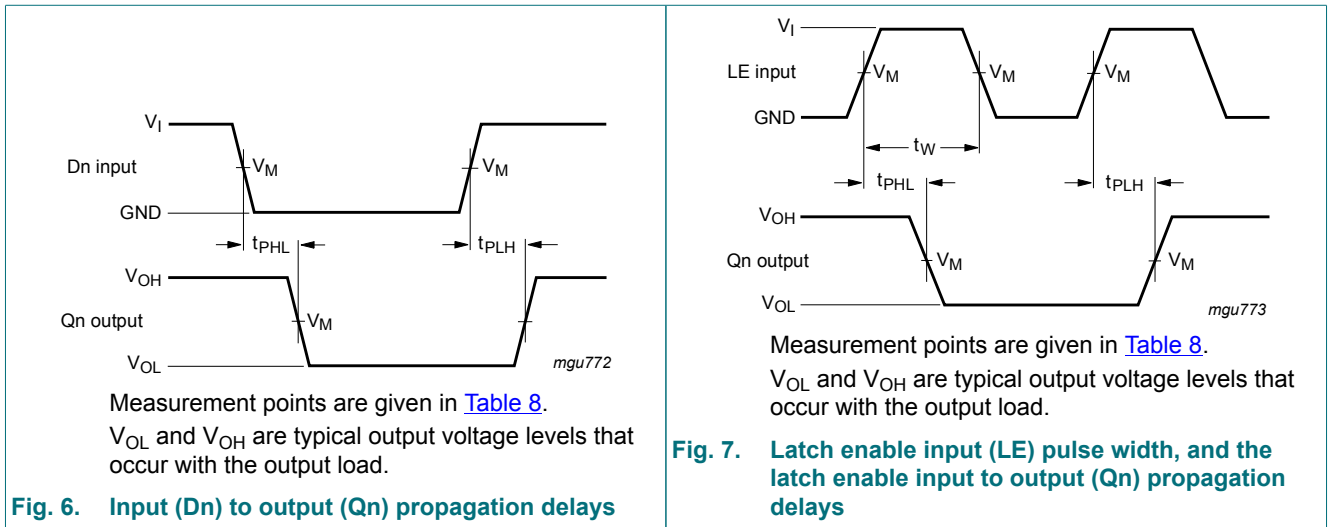 V_I
Dn input
V_M
V_M
GND
t_PHL
t_PLH
V_OH
Qn output
V_M
V_OL
mgu772
Measurement points are given in Table 8.
V_OL and V_OH are typical output voltage levels that
occur with the output load.
Fig. 6. Input (Dn) to output (Qn) propagation delays
V_I
LE input
V_M
V_M
V_M
GND
t_W
t_PHL
t_PLH
V_OH
Qn output
V_M
V_M
V_OL
mgu773
Measurement points are given in Table 8.
V_OL and V_OH are typical output voltage levels that
occur with the output load.
Fig. 7. Latch enable input (LE) pulse width, and the
latch enable input to output (Qn) propagation
delays